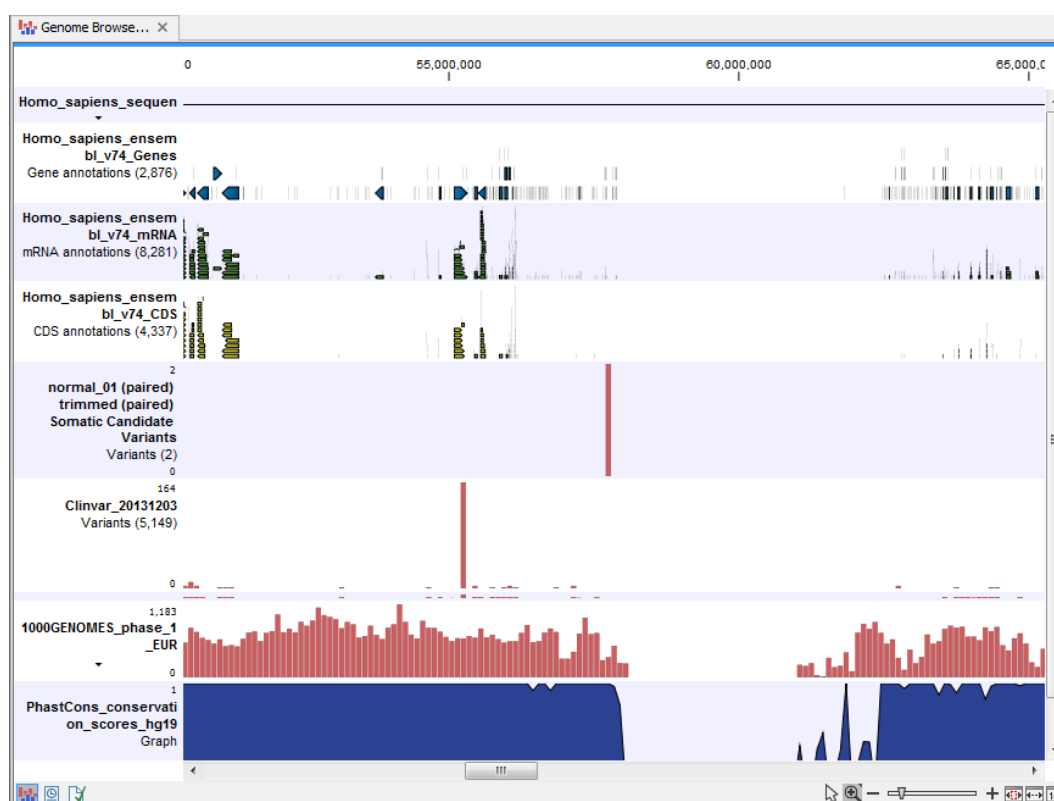 Genome Browse...
0 55,000,000 60,000,000 65,000,0
Homo_sapiens_sequen
Homo_sapiens_ensem
bl_v74_Genes
Gene annotations (2,876)
Homo_sapiens_ensem
bl_v74_mRNA
mRNA annotations (8,281)
Homo_sapiens_ensem
bl_v74_CDS
CDS annotations (4,337)
2
normal_01 (paired)
trimmed (paired)
Somatic Candidate
Variants
Variants (2)
0
164
Clinvar_20131203
Variants (5,149)
0
1,183
1000GENOMES_phase_1
_EUR
0
1
PhastCons_conservati
on_scores_hg19
Graph